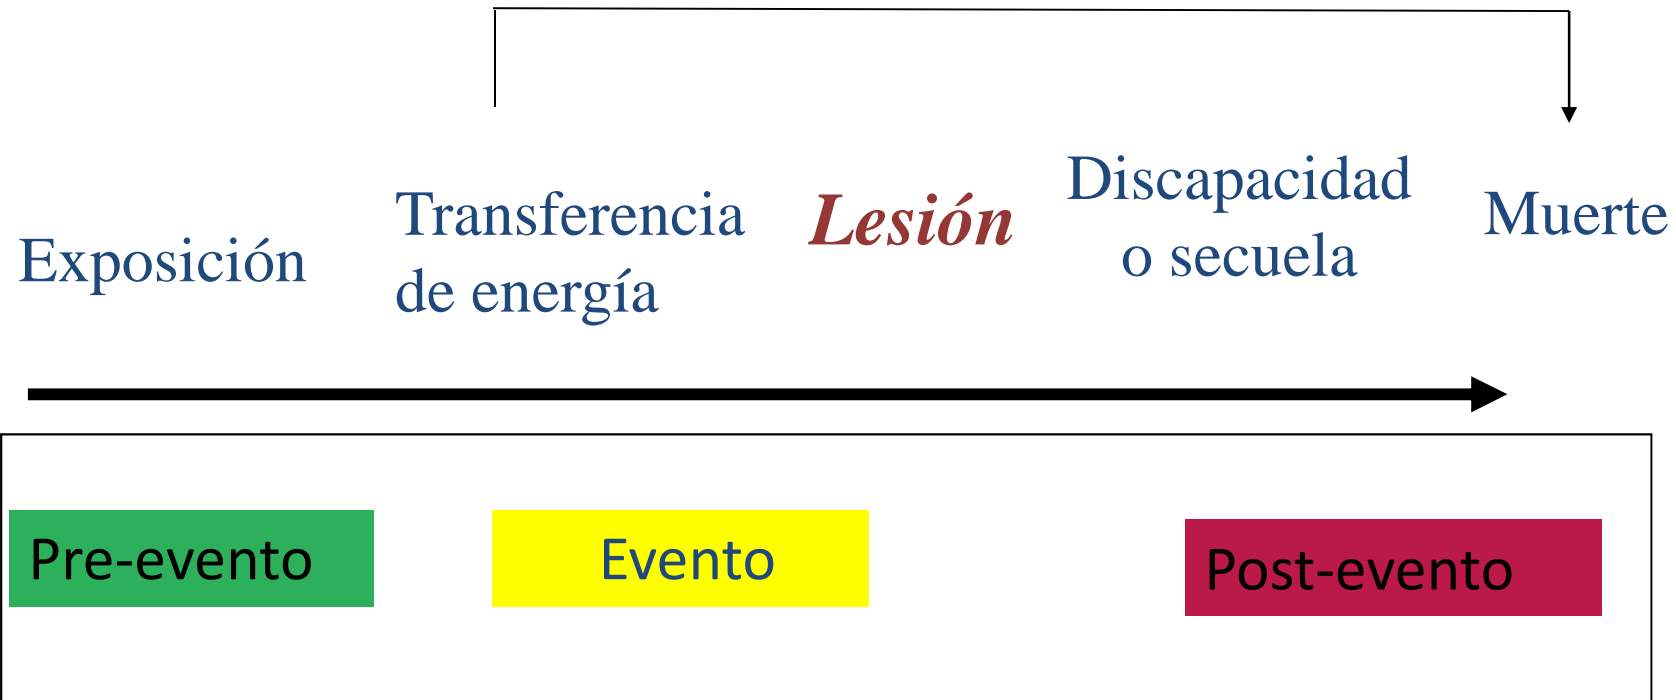 Exposición
Transferencia
de energía
Lesión
Discapacidad
o secuela
Muerte
Pre-evento
Evento
Post-evento